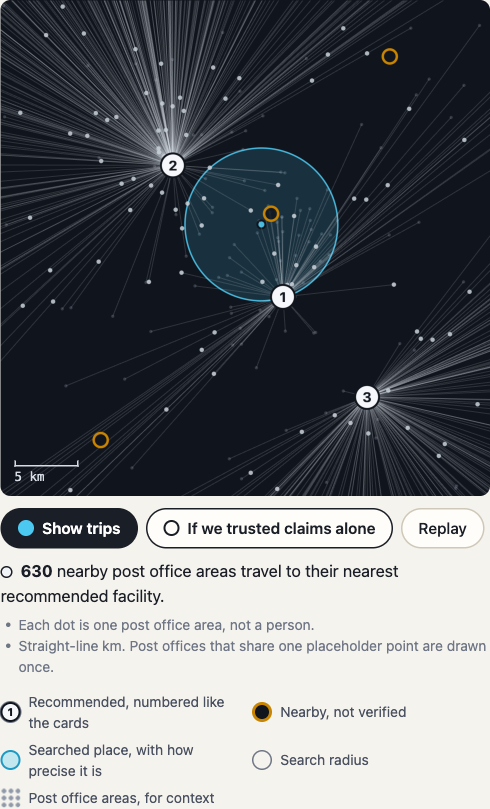 2
1
3
5 km
Show trips
If we trusted claims alone
Replay
630 nearby post office areas travel to their nearest
recommended facility.
• Each dot is one post office area, not a person.
• Straight-line km. Post offices that share one placeholder point are drawn
once.
1 Recommended, numbered like
the cards
Nearby, not verified
Searched place, with how
precise it is
Search radius
Post office areas, for context